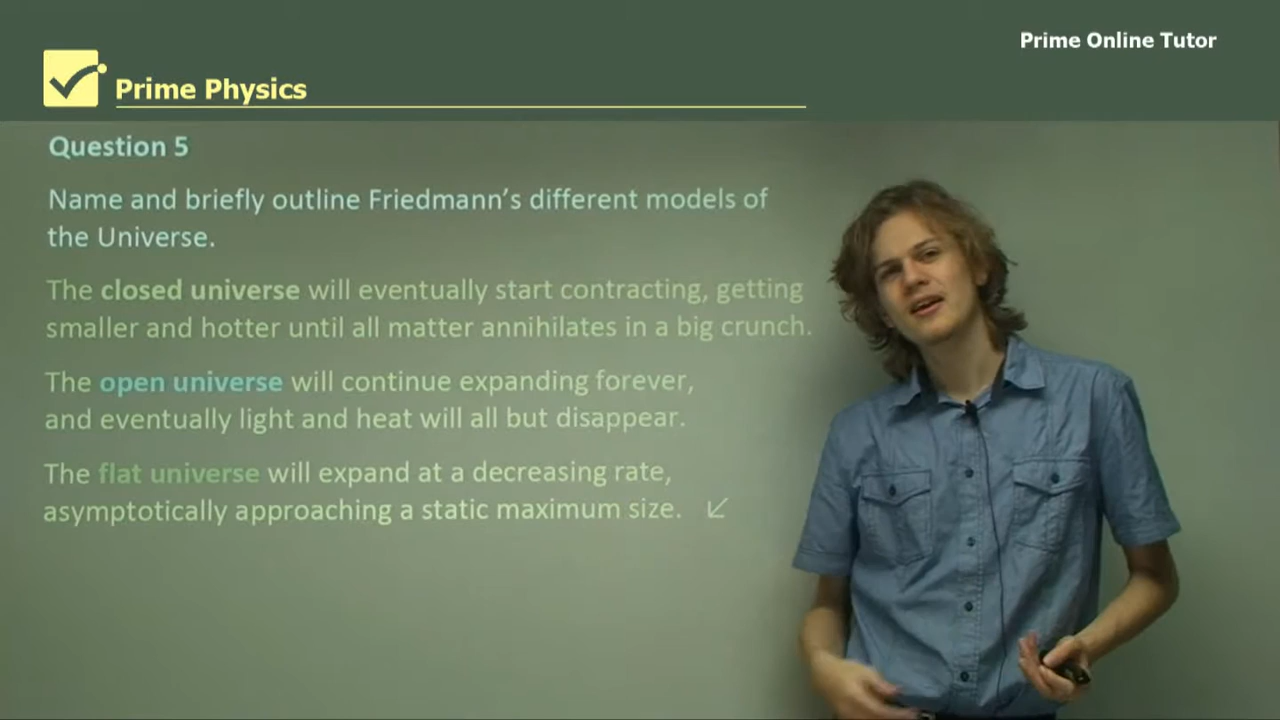 Prime Online Tutor
Prime Physics
Question 5
Name and briefly outline Friedmann's different models of
the Universe.
The closed universe will eventually start contracting, getting
smaller and hotter until all matter annihilates in a big crunch.
The open universe will continue expanding forever,
and eventually light and heat will all but disappear.
The flat universe will expand at a decreasing rate,
asymptotically approaching a static maximum size.